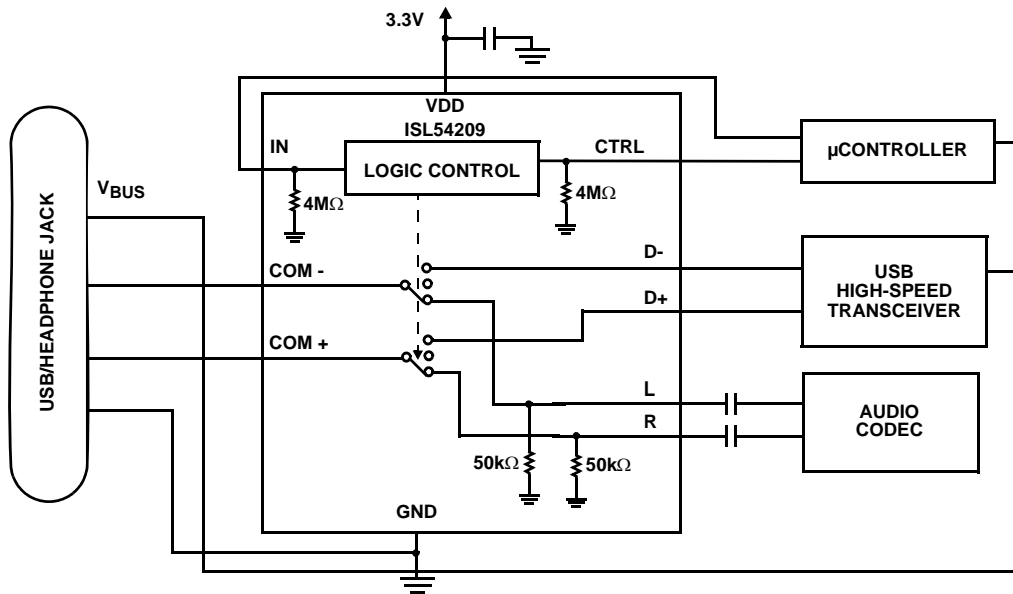 3.3V
VDD
ISL54209
IN
CTRL
LOGIC CONTROL
µCONTROLLER
4MΩ
4MΩ
VBUS
USB/HEADPHONE JACK
COM -
D-
USB
HIGH-SPEED
TRANSCEIVER
D+
COM +
L
R
AUDIO
CODEC
50kΩ
50kΩ
GND